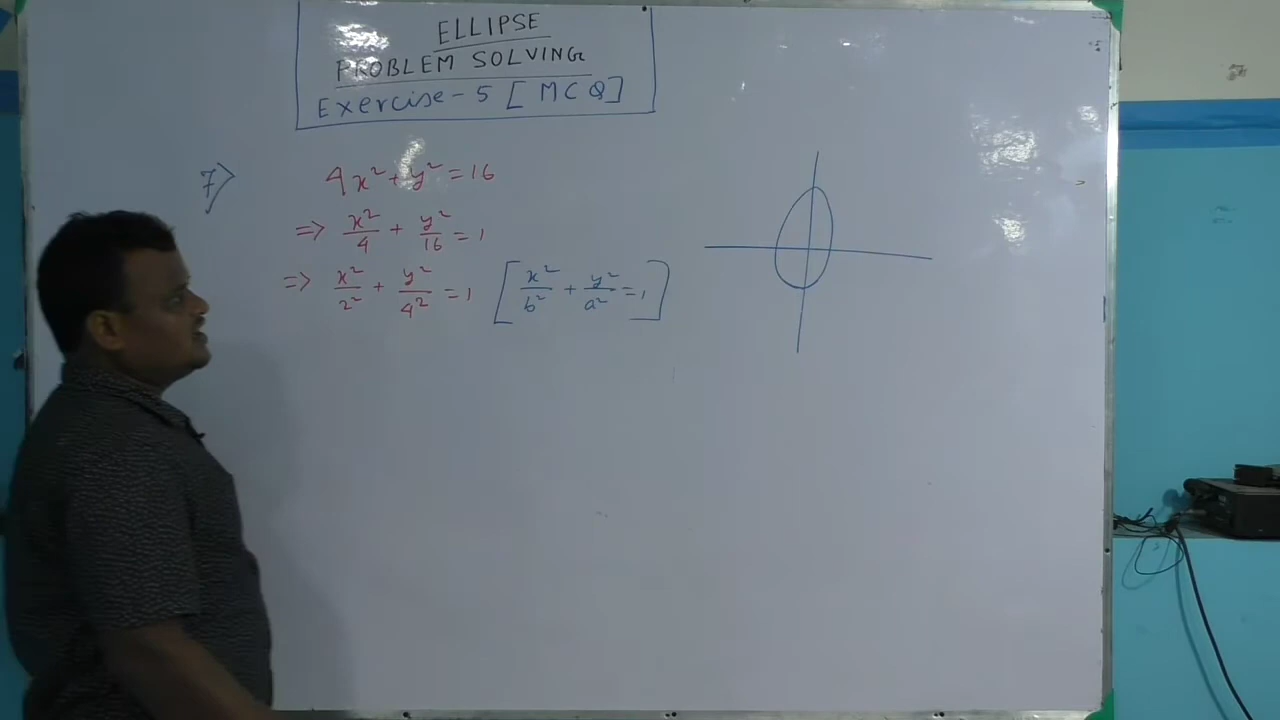 ELLIPSE
PROBLEM SOLVING
Exercise-5 [MCQ]
7> 4x²+y²=16
=> x²/4 + y²/16 = 1
=> x²/2² + y²/4² = 1 [x²/b² + y²/a² = 1]